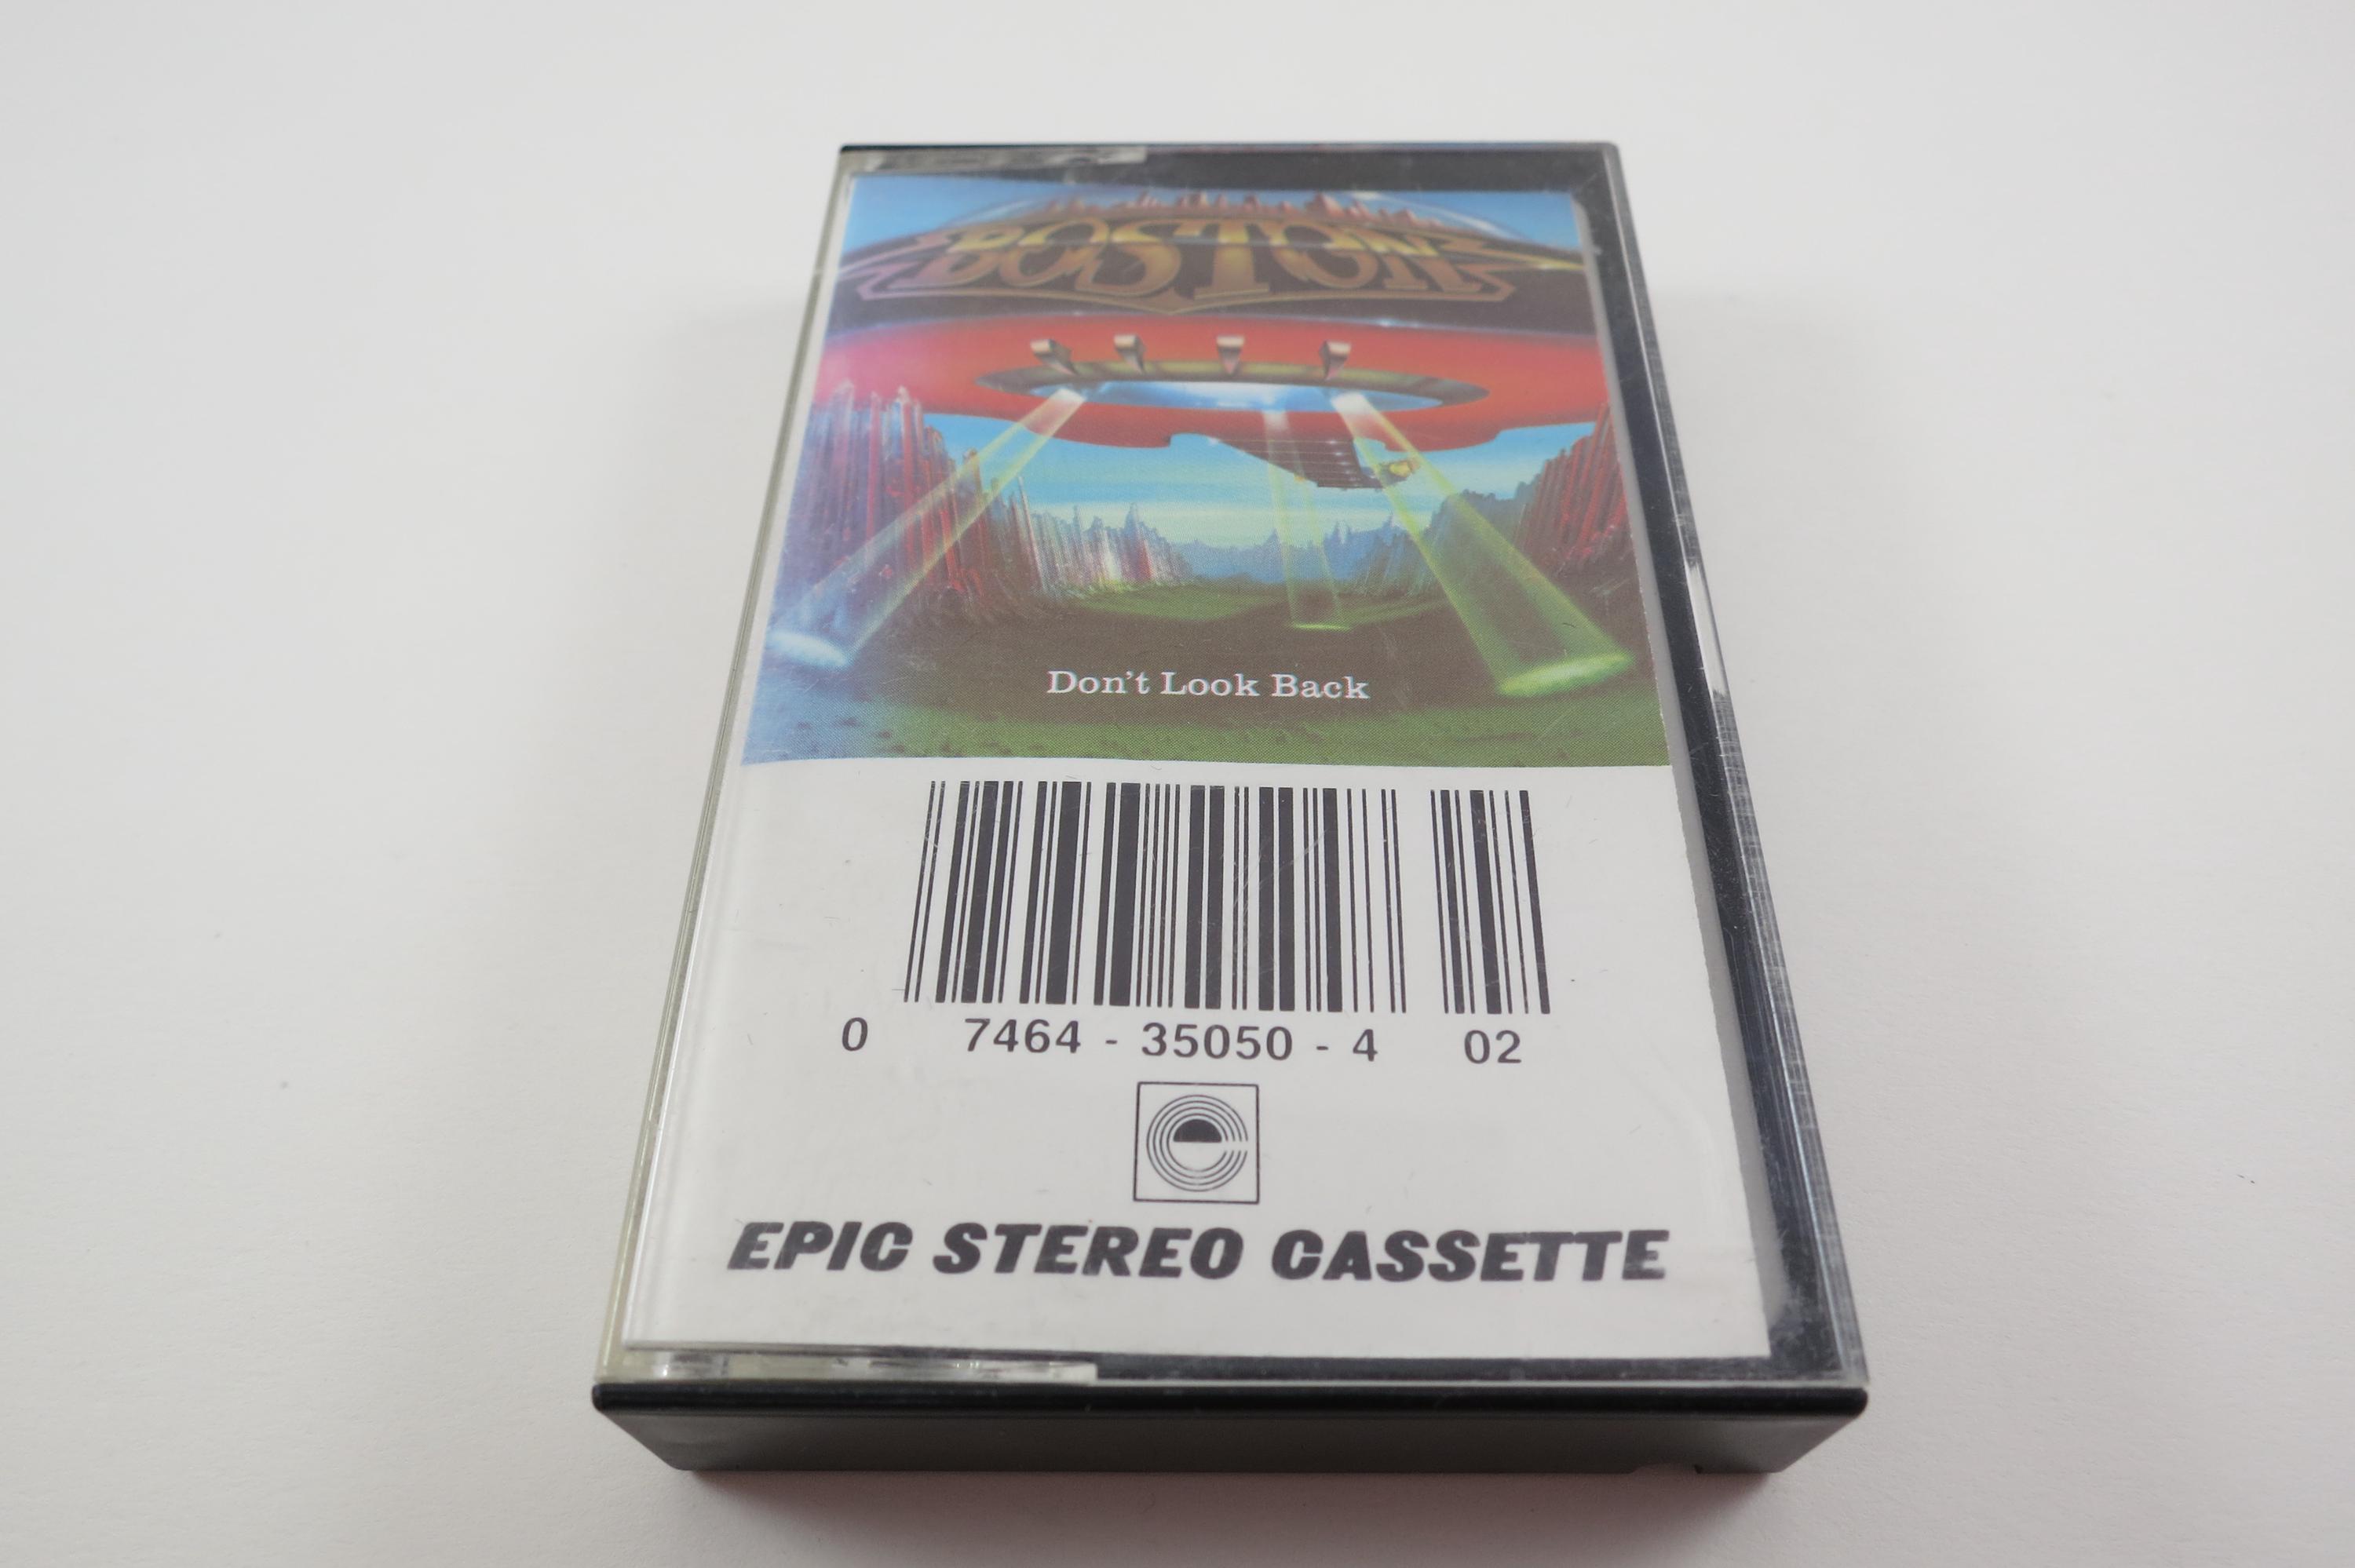 BOSTON
Don't Look Back
0 7464 - 35050 - 4 02
EPIC STEREO CASSETTE